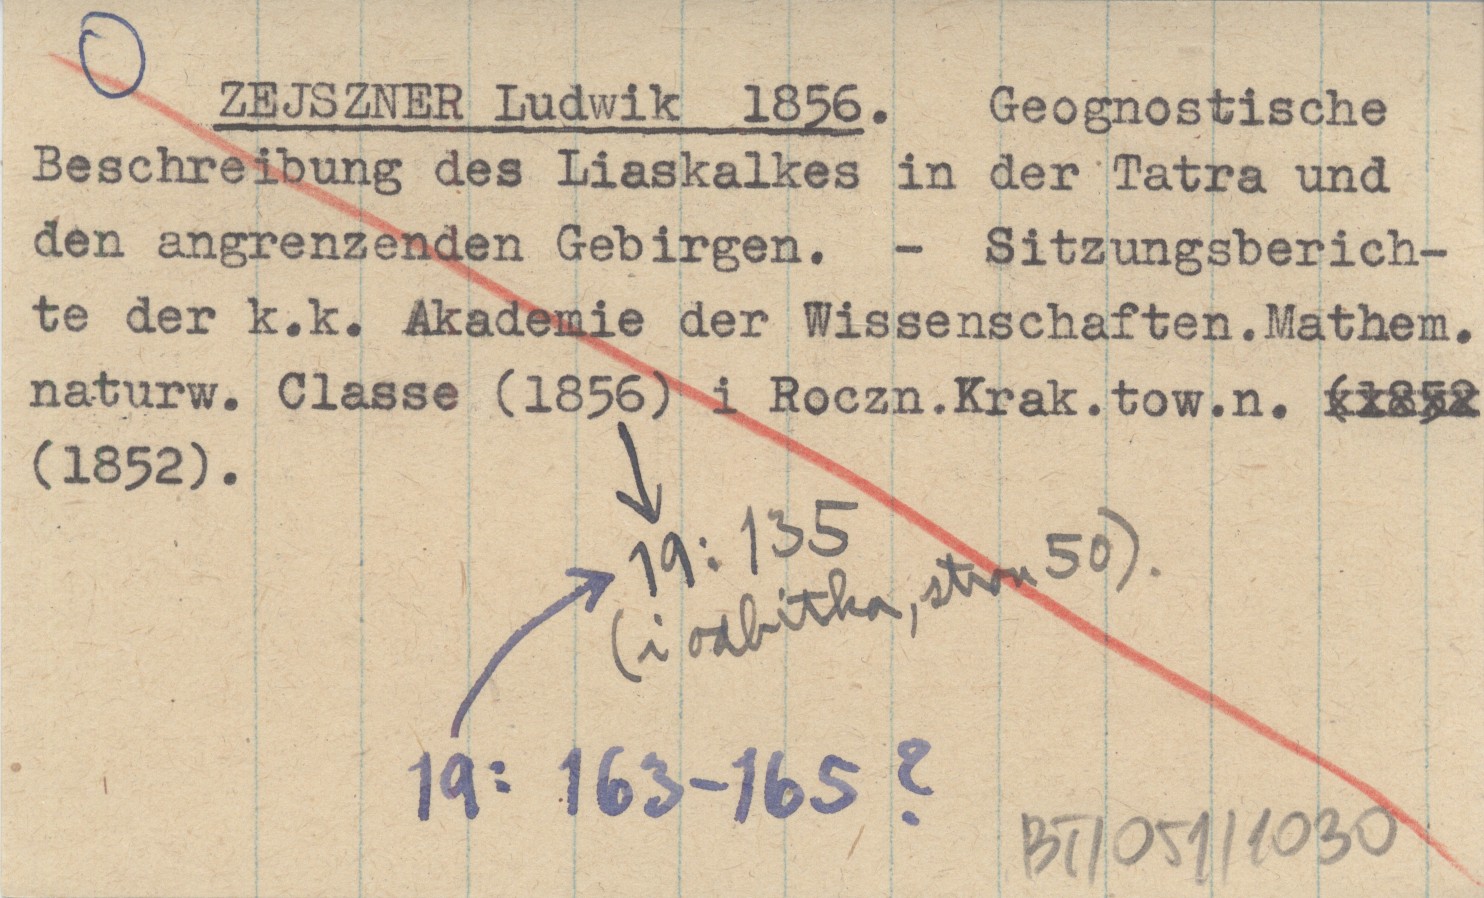 ZEJSZNER Ludwik 1856. Geognostische
Beschreibung des Liaskalkes in der Tatra und
den angrenzenden Gebirgen. - Sitzungsberich-
te der k.k. Akademie der Wissenschaften.Mathem.
naturw. Classe (1856) i Roczn.Krak.tow.n. (1852
(1852).
19: 135
(i odbitka, stron 50).
19: 163-165 ?
BT/051/1030